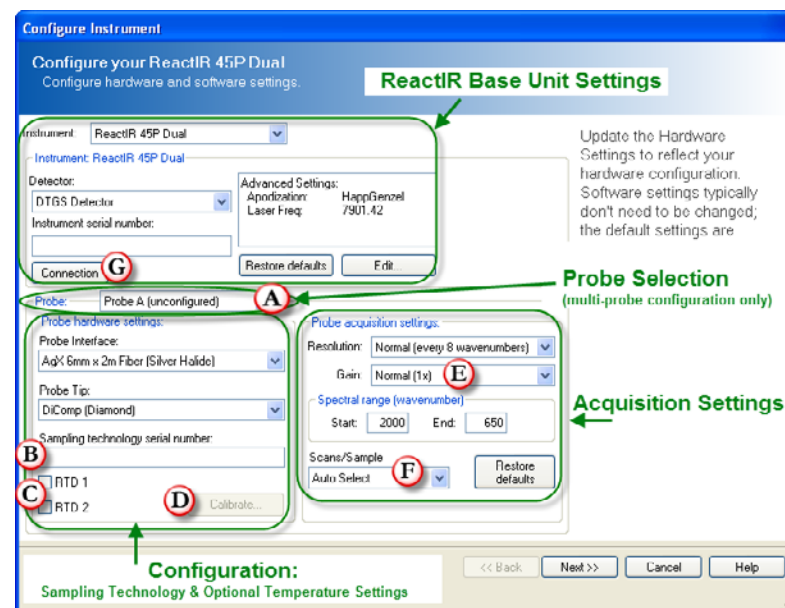 Configure Instrument
Configure your ReactIR 45P Dual
Configure hardware and software settings.
ReactIR Base Unit Settings
Instrument: ReactIR 45P Dual
Instrument: ReactIR 45P Dual
Detector:
DTGS Detector
Instrument serial number:
Connection
G
Advanced Settings:
Apodization: HappGenzel
Laser Freq: 7901.42
Restore defaults
Edit...
Update the Hardware
Settings to reflect your
hardware configuration.
Software settings typically
don't need to be changed;
the default settings are
Probe: Probe A (unconfigured)
A
Probe Selection
(multi-probe configuration only)
Probe hardware settings:
Probe Interface:
AgX 6mm x 2m Fiber (Silver Halide)
Probe Tip:
DiComp (Diamond)
Sampling technology serial number:
B
RTD 1
C
RTD 2
D
Calibrate...
Probe acquisition settings:
Resolution: Normal (every 8 wavenumbers)
Gain: Normal (1x)
E
Spectral range (wavenumber)
Start: 2000 End: 650
Scans/Sample
Auto Select
F
Restore
defaults
Acquisition Settings
Configuration:
Sampling Technology & Optional Temperature Settings
<< Back
Next >>
Cancel
Help